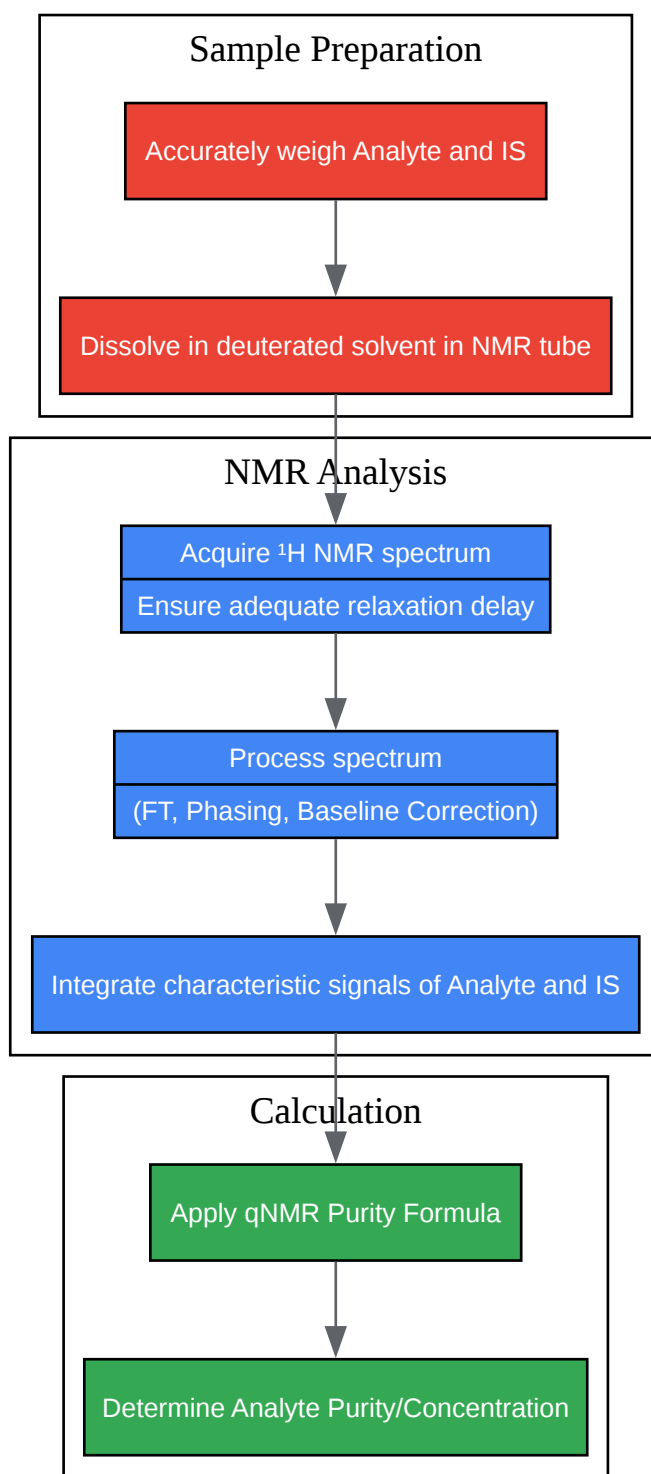 Sample Preparation
Accurately weigh Analyte and IS
Dissolve in deuterated solvent in NMR tube
NMR Analysis
Acquire ¹H NMR spectrum
Ensure adequate relaxation delay
Process spectrum
(FT, Phasing, Baseline Correction)
Integrate characteristic signals of Analyte and IS
Calculation
Apply qNMR Purity Formula
Determine Analyte Purity/Concentration